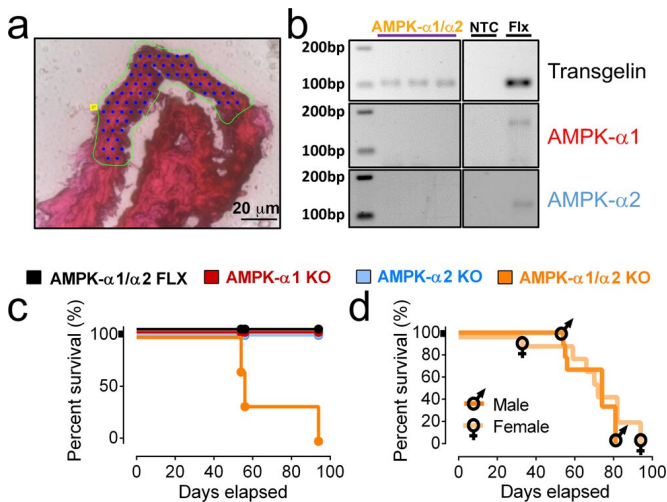 a
20 μm
b
AMPK-α1/α2 NTC Flx
200bp
100bp
Transgelin
200bp
100bp
AMPK-α1
200bp
100bp
AMPK-α2
AMPK-α1/α2 FLX AMPK-α1 KO AMPK-α2 KO AMPK-α1/α2 KO
c
Percent survival (%)
100
50
0
0 20 40 60 80 100
Days elapsed
d
Percent survival (%)
100
80
60
40
20
0
♂ Male
♀ Female
0 20 40 60 80 100
Days elapsed